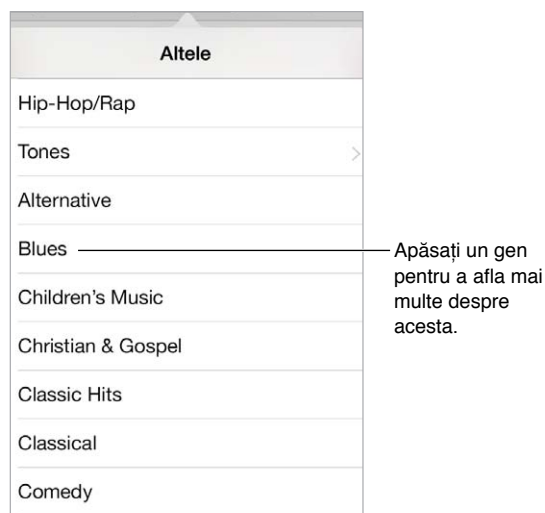 Altele
Hip-Hop/Rap
Tones
Alternative
Blues
Apăsați un gen
pentru a afla mai
multe despre
acesta.
Children's Music
Christian & Gospel
Classic Hits
Classical
Comedy